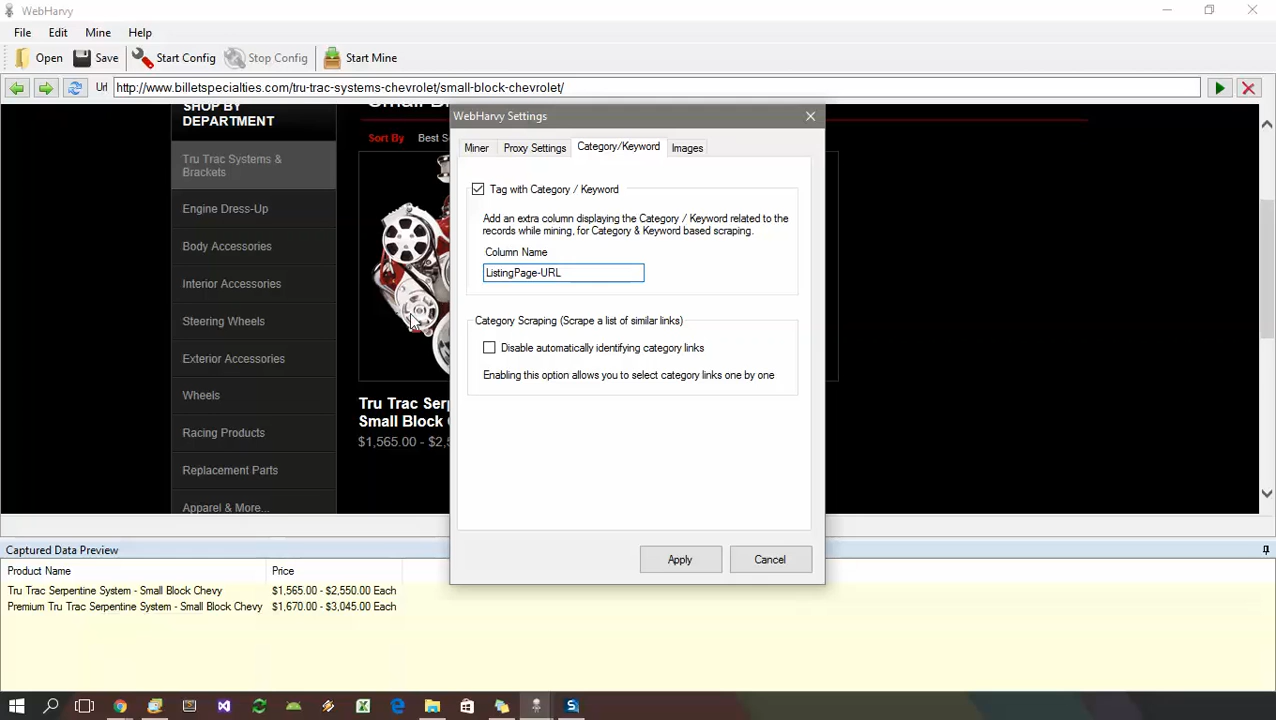 WebHarvy
File Edit Mine Help
Open Save Start Config Stop Config Start Mine
Url http://www.billetspecialties.com/tru-trac-systems-chevrolet/small-block-chevrolet/
SHOP BY
DEPARTMENT
Tru Trac Systems &
Brackets
Engine Dress-Up
Body Accessories
Interior Accessories
Steering Wheels
Exterior Accessories
Wheels
Racing Products
Replacement Parts
Apparel & More...
Sort By Best S
Tru Trac Serp
Small Block
$1,565.00 - $2,5
WebHarvy Settings
Miner Proxy Settings Category/Keyword Images
Tag with Category / Keyword
Add an extra column displaying the Category / Keyword related to the
records while mining, for Category & Keyword based scraping.
Column Name
ListingPage-URL
Category Scraping (Scrape a list of similar links)
Disable automatically identifying category links
Enabling this option allows you to select category links one by one
Apply Cancel
Captured Data Preview
Product Name Price
Tru Trac Serpentine System - Small Block Chevy $1,565.00 - $2,550.00 Each
Premium Tru Trac Serpentine System - Small Block Chevy $1,670.00 - $3,045.00 Each